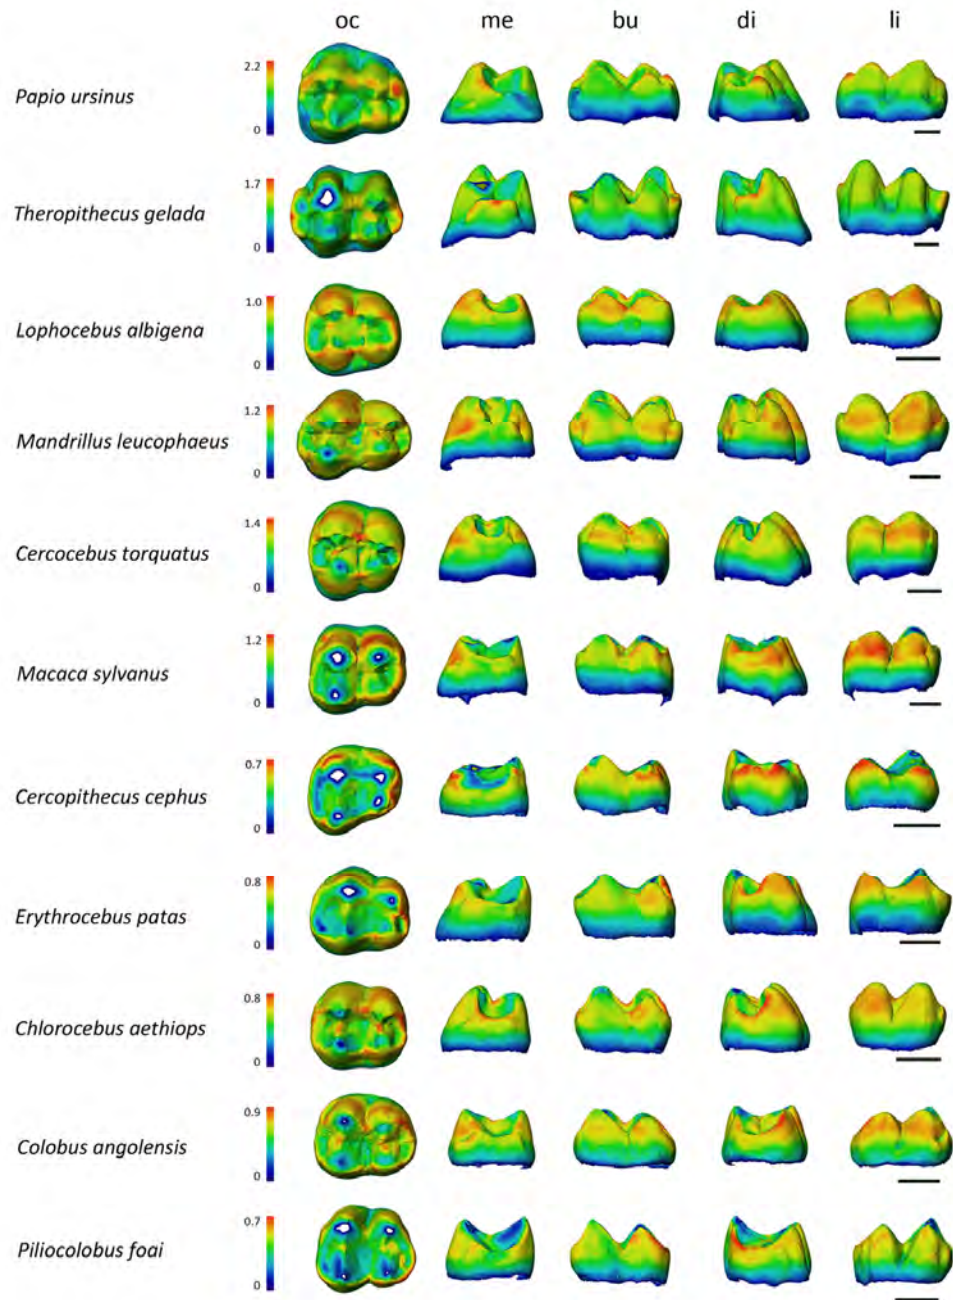 oc me bu di li
2.2
Papio ursinus
0
1.7
Theropithecus gelada
0
1.0
Lophocebus albigena
0
1.2
Mandrillus leucophaeus
0
1.4
Cercocebus torquatus
0
1.2
Macaca sylvanus
0
0.7
Cercopithecus cephus
0
0.8
Erythrocebus patas
0
0.8
Chlorocebus aethiops
0
0.9
Colobus angolensis
0
0.7
Piliocolobus foai
0